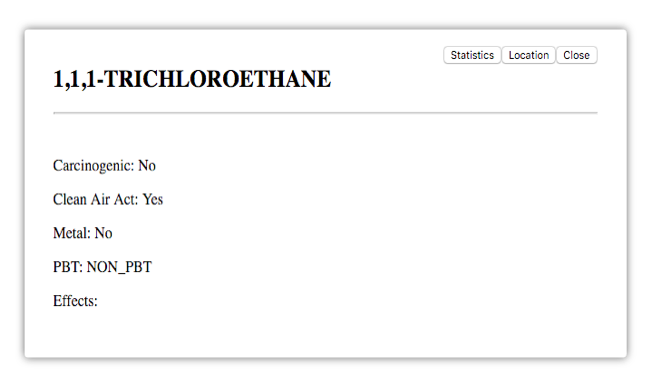 Statistics Location Close
1,1,1-TRICHLOROETHANE
Carcinogenic: No
Clean Air Act: Yes
Metal: No
PBT: NON_PBT
Effects: